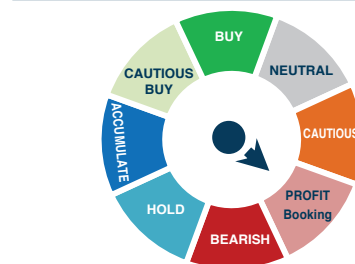 BUY
NEUTRAL
CAUTIOUS
PROFIT
Booking
BEARISH
HOLD
ACCUMULATE
CAUTIOUS
BUY